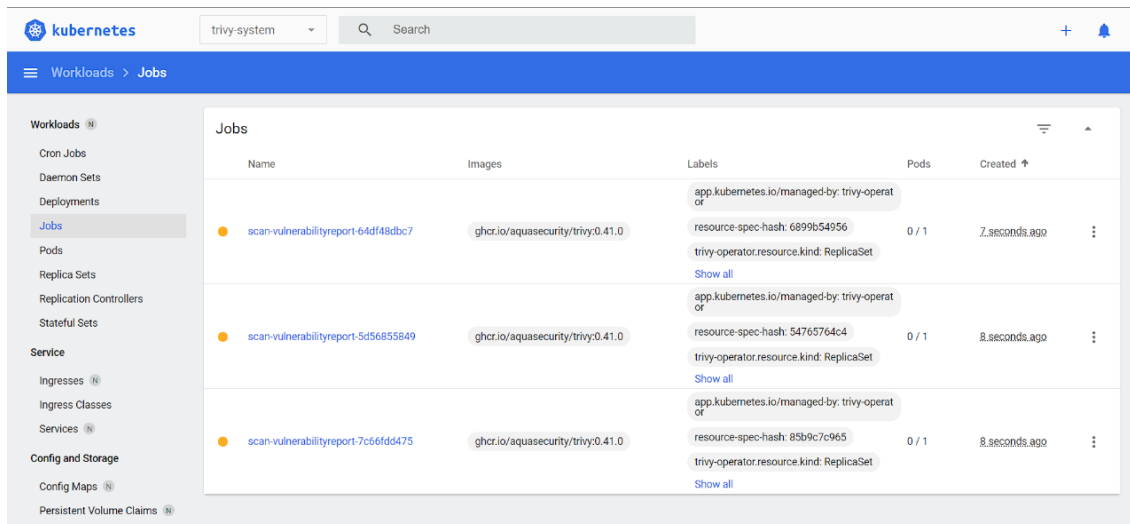 kubernetes
trivy-system
Search
Workloads > Jobs
Workloads N
Cron Jobs
Daemon Sets
Deployments
Jobs
Pods
Replica Sets
Replication Controllers
Stateful Sets
Service
Ingresses N
Ingress Classes
Services N
Config and Storage
Config Maps N
Persistent Volume Claims N
Jobs
Name Images Labels Pods Created
app.kubernetes.io/managed-by: trivy-operat
or
scan-vulnerabilityreport-64df48dbc7 ghcr.io/aquasecurity/trivy:0.41.0 resource-spec-hash: 6899b54956 0 / 1 7 seconds ago
trivy-operator.resource.kind: ReplicaSet
Show all
app.kubernetes.io/managed-by: trivy-operat
or
scan-vulnerabilityreport-5d56855849 ghcr.io/aquasecurity/trivy:0.41.0 resource-spec-hash: 54765764c4 0 / 1 8 seconds ago
trivy-operator.resource.kind: ReplicaSet
Show all
app.kubernetes.io/managed-by: trivy-operat
or
scan-vulnerabilityreport-7c66fdd475 ghcr.io/aquasecurity/trivy:0.41.0 resource-spec-hash: 85b9c7c965 0 / 1 8 seconds ago
trivy-operator.resource.kind: ReplicaSet
Show all